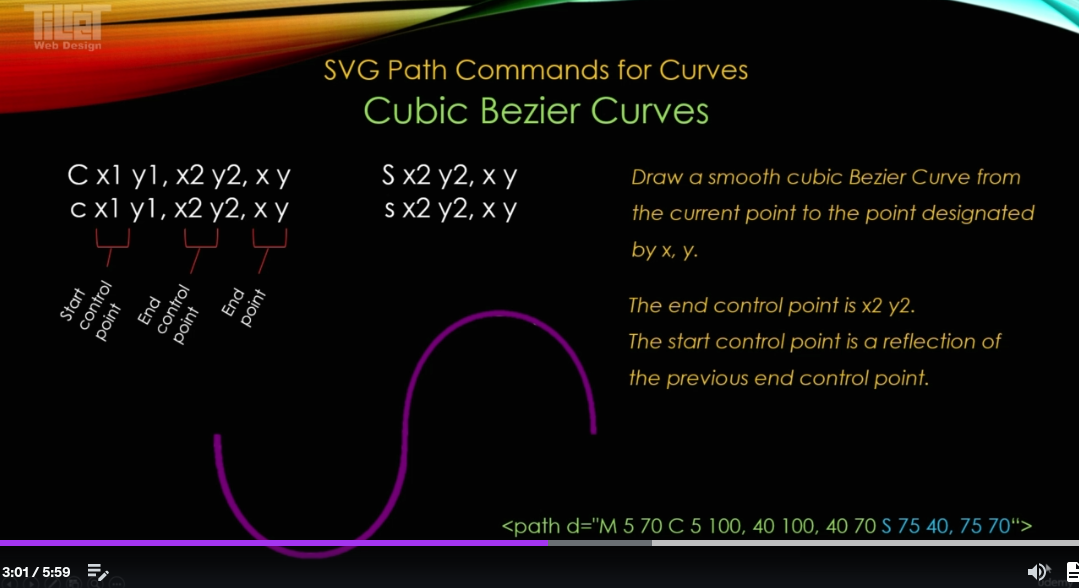 TILFET
Web Design
SVG Path Commands for Curves
Cubic Bezier Curves
C x1 y1, x2 y2, x y
c x1 y1, x2 y2, x y
Start
control
point
End
control
point
End
point
S x2 y2, x y
s x2 y2, x y
Draw a smooth cubic Bezier Curve from
the current point to the point designated
by x, y.
The end control point is x2 y2.
The start control point is a reflection of
the previous end control point.
<path d="M 5 70 C 5 100, 40 100, 40 70 S 75 40, 75 70“>
3:01 / 5:59